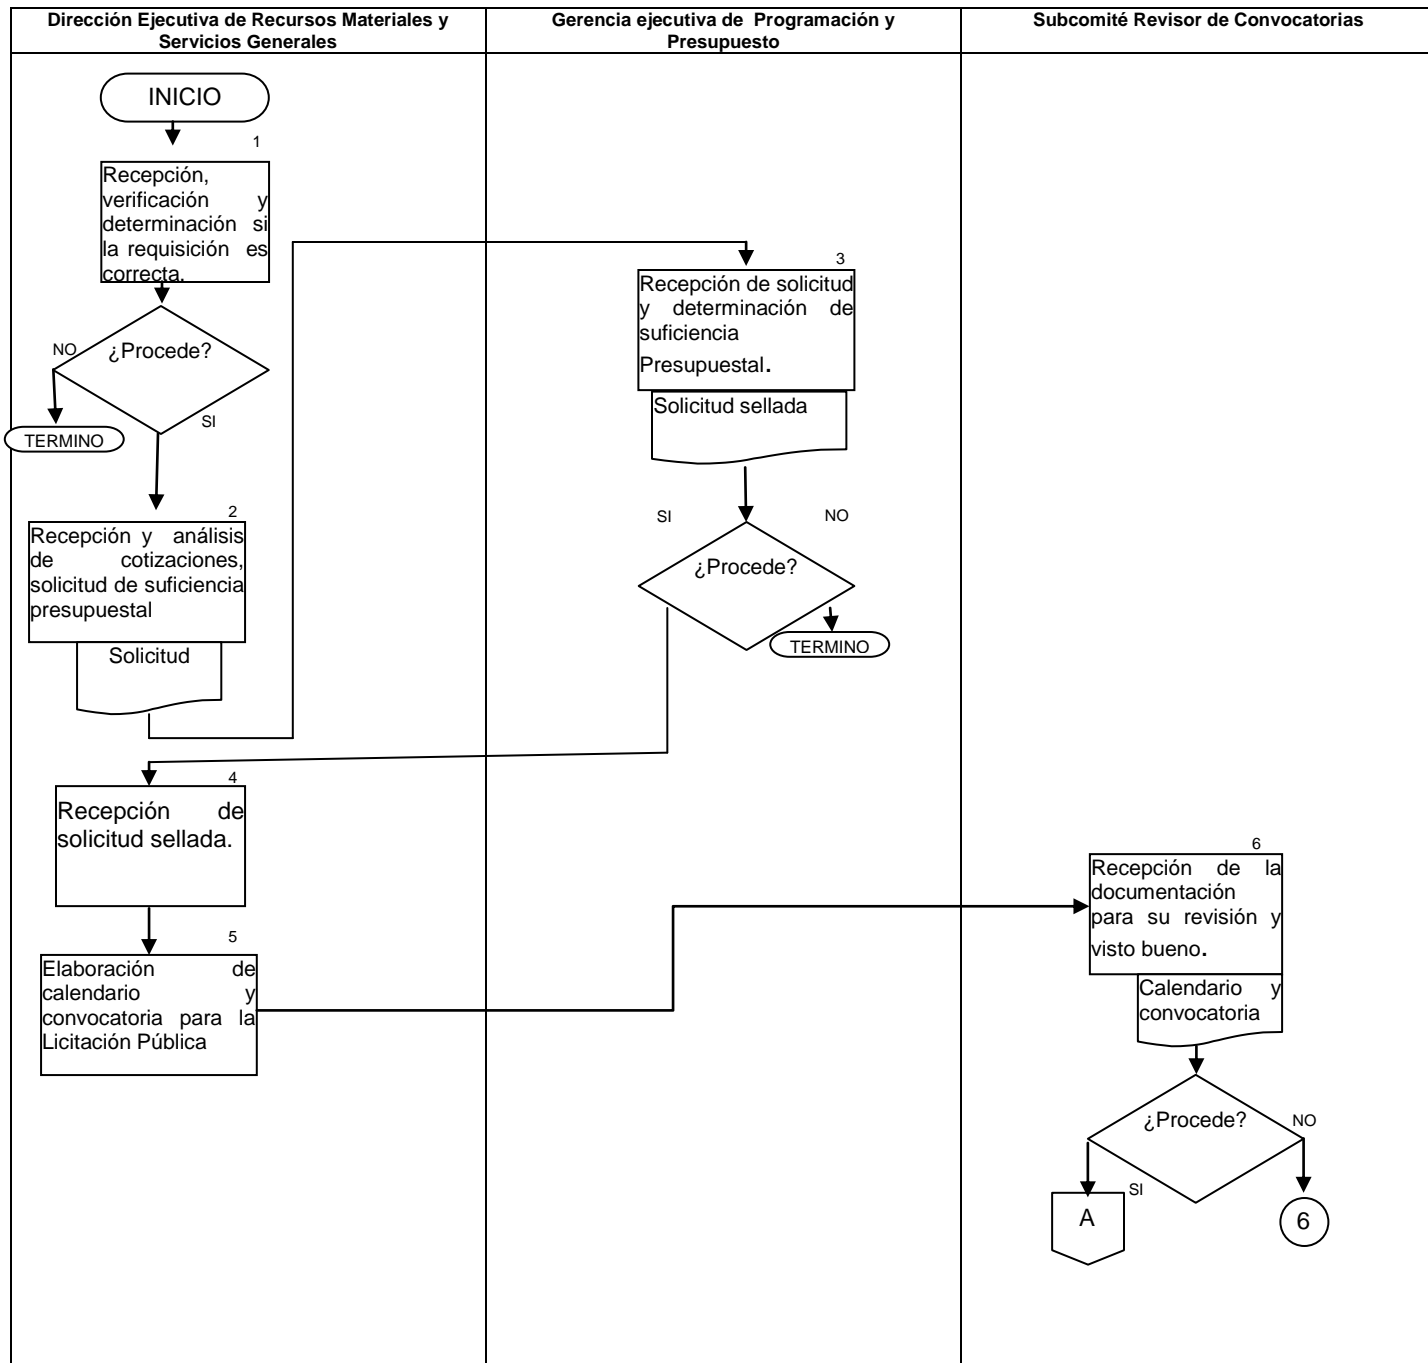 Dirección Ejecutiva de Recursos Materiales y
Servicios Generales
Gerencia ejecutiva de Programación y
Presupuesto
Subcomité Revisor de Convocatorias
INICIO
1
Recepción,
verificación y
determinación si
la requisición es
correcta.
¿Procede?
NO
SI
TERMINO
2
Recepción y análisis
de cotizaciones,
solicitud de suficiencia
presupuestal
Solicitud
3
Recepción de solicitud
y determinación de
suficiencia
Presupuestal.
Solicitud sellada
SI
NO
¿Procede?
TERMINO
4
Recepción de
solicitud sellada.
5
Elaboración de
calendario y
convocatoria para la
Licitación Pública
6
Recepción de la
documentación
para su revisión y
visto bueno.
Calendario y
convocatoria
¿Procede?
NO
SI
A
6